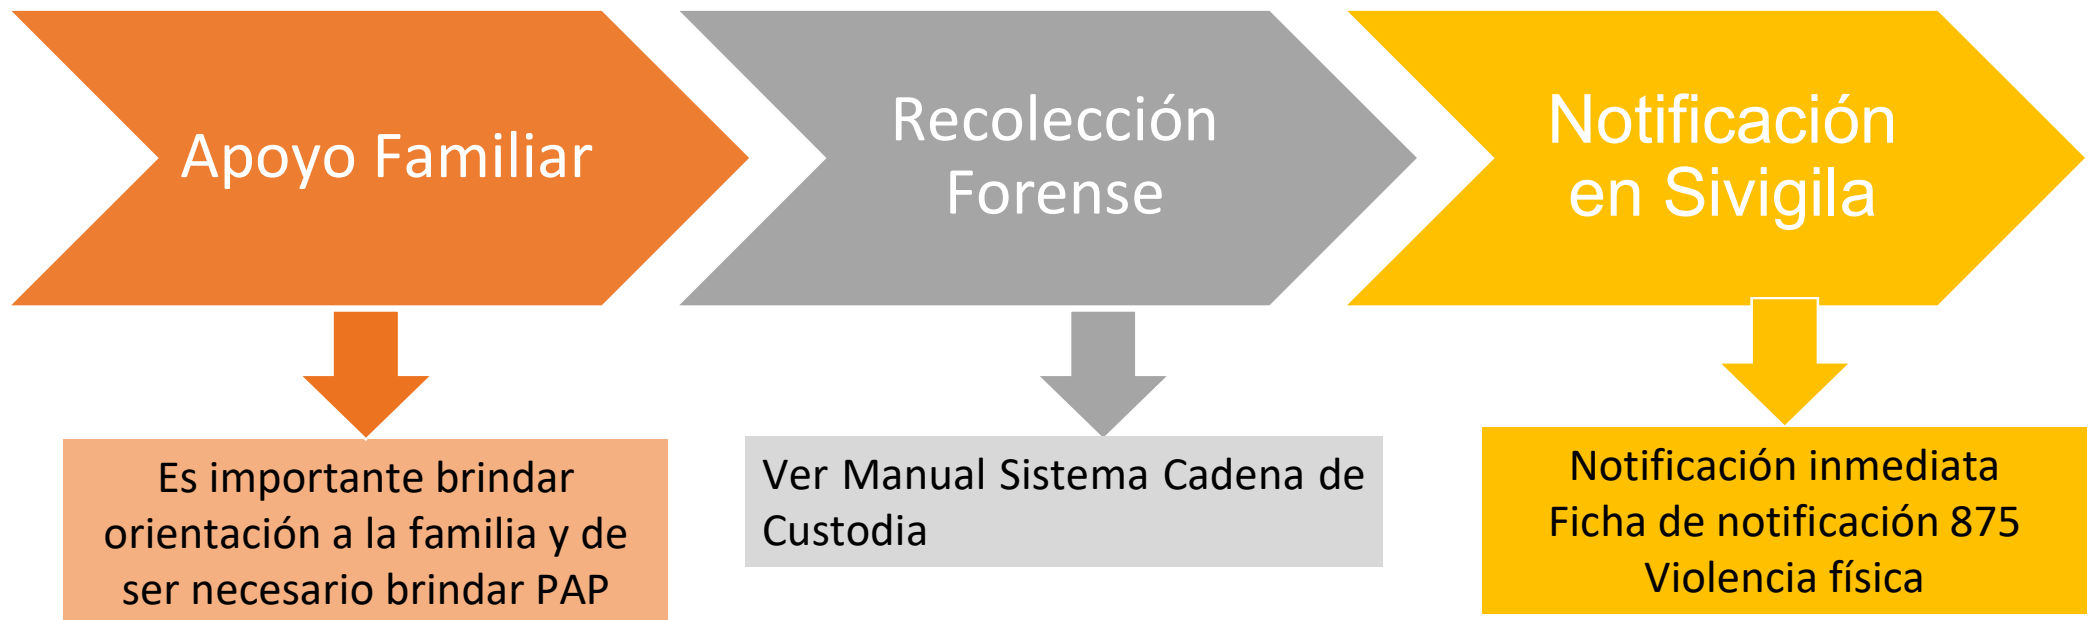 Apoyo Familiar
Recolección
Forense
Notificación
en Sivigila
Es importante brindar
orientación a la familia y de
ser necesario brindar PAP
Ver Manual Sistema Cadena de
Custodia
Notificación inmediata
Ficha de notificación 875
Violencia física